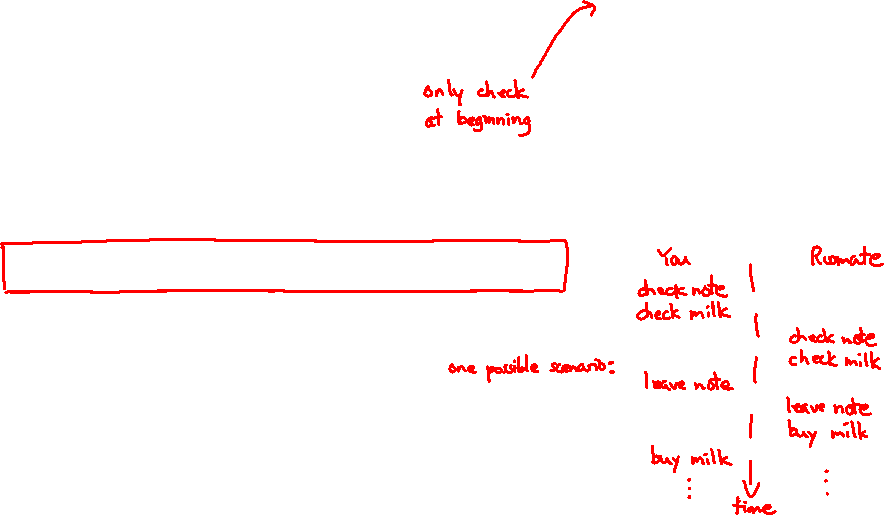 only check
at beginning
You
Rmmate
check note
check milk
check note
check milk
one possible scenario:
leave note
leave note
buy milk
buy milk
time